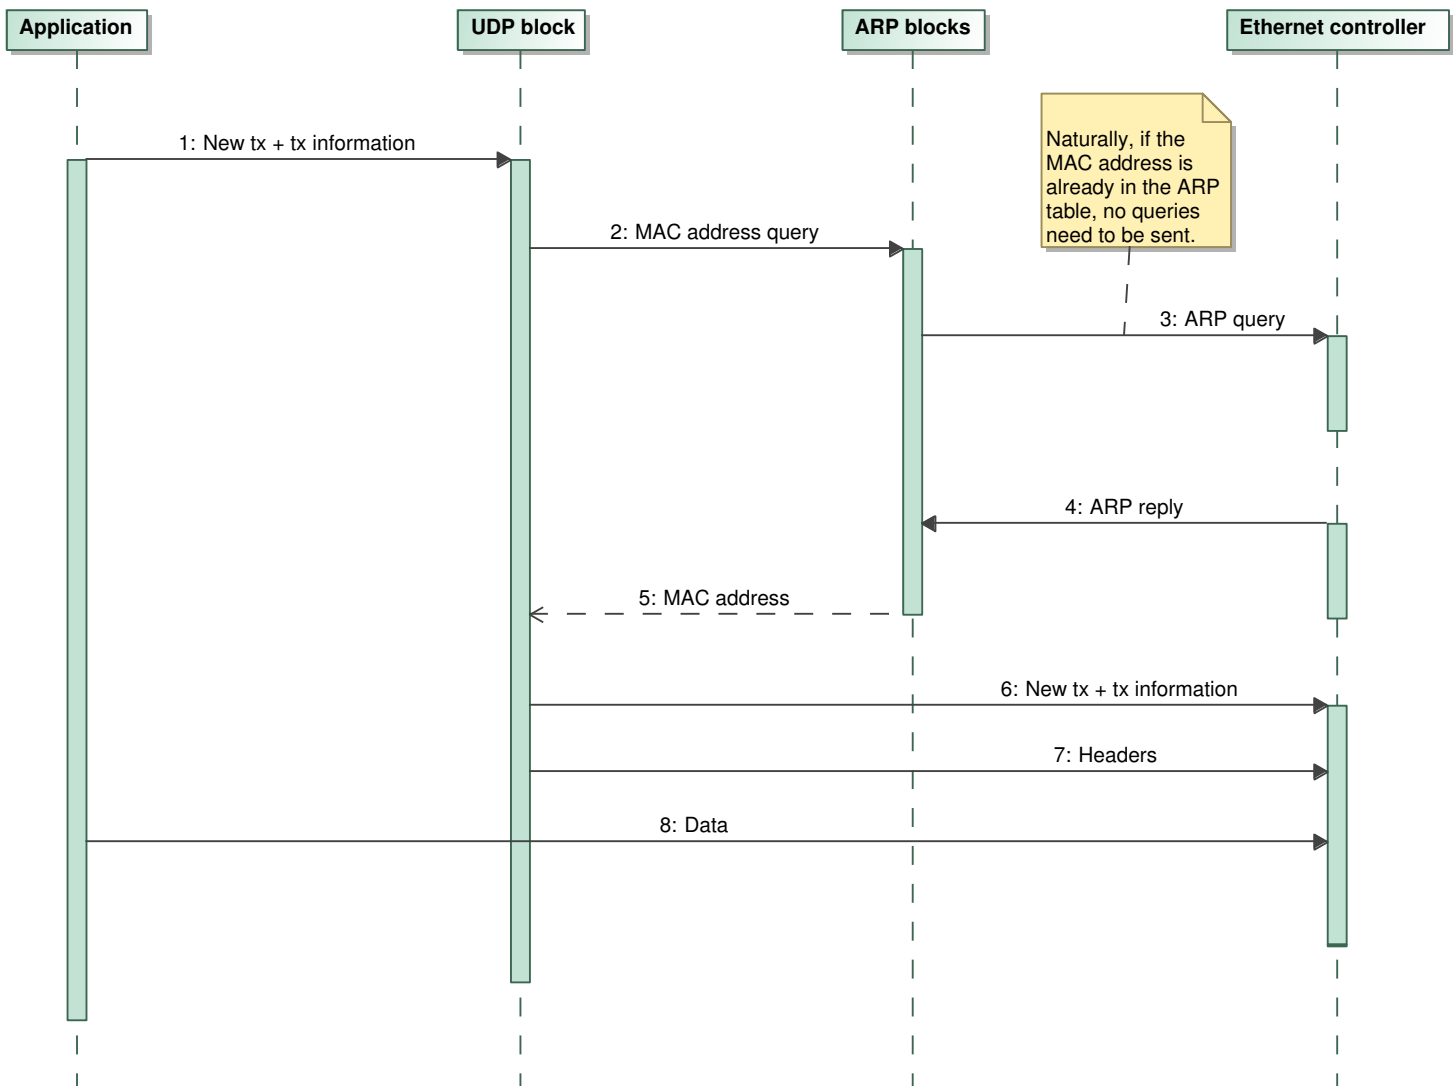 Application
UDP block
ARP blocks
Ethernet controller
1: New tx + tx information
Naturally, if the
MAC address is
already in the ARP
table, no queries
need to be sent.
2: MAC address query
3: ARP query
4: ARP reply
5: MAC address
6: New tx + tx information
7: Headers
8: Data